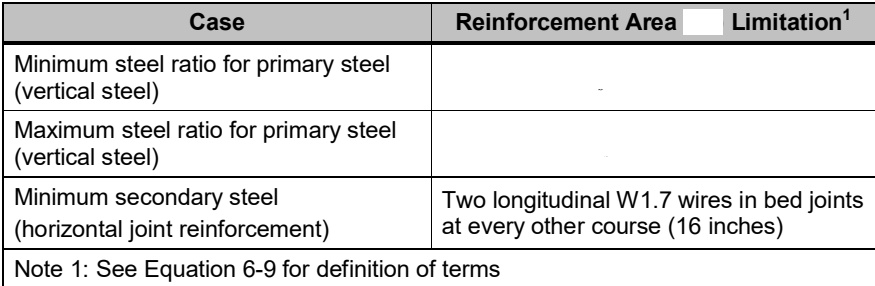 Case
Reinforcement Area Limitation1
Minimum steel ratio for primary steel
(vertical steel)
Maximum steel ratio for primary steel
(vertical steel)
Minimum secondary steel
(horizontal joint reinforcement)
Two longitudinal W1.7 wires in bed joints
at every other course (16 inches)
Note 1: See Equation 6-9 for definition of terms